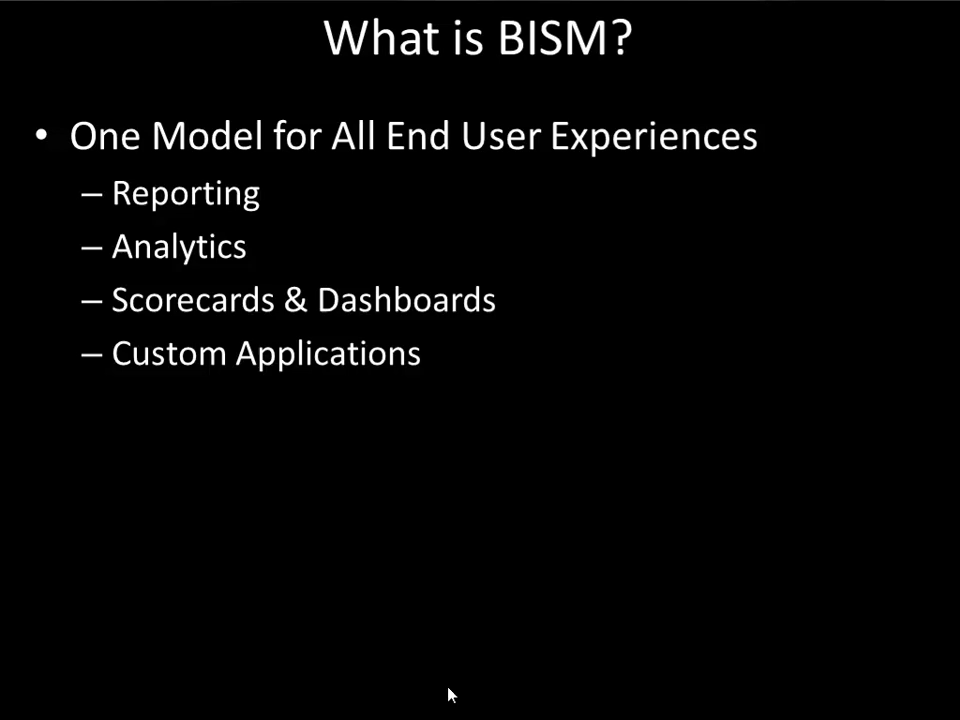 What is BISM?
• One Model for All End User Experiences
– Reporting
– Analytics
– Scorecards & Dashboards
– Custom Applications